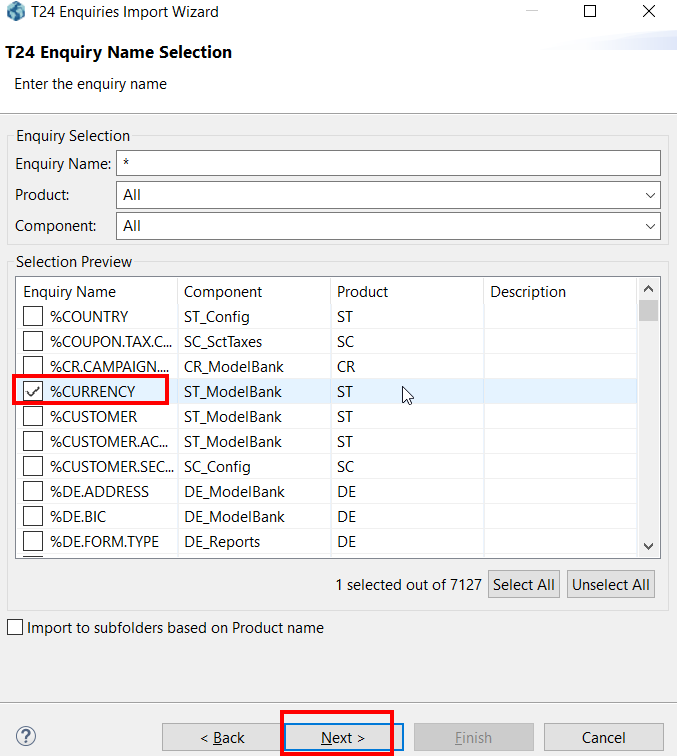 T24 Enquiries Import Wizard
T24 Enquiry Name Selection
Enter the enquiry name
Enquiry Selection
Enquiry Name: *
Product: All
Component: All
Selection Preview
Enquiry Name Component Product Description
%COUNTRY ST_Config ST
%COUPON.TAX.C... SC_SctTaxes SC
%CR.CAMPAIGN.... CR_ModelBank CR
%CURRENCY ST_ModelBank ST
%CUSTOMER ST_ModelBank ST
%CUSTOMER.AC... ST_ModelBank ST
%CUSTOMER.SEC... SC_Config SC
%DE.ADDRESS DE_ModelBank DE
%DE.BIC DE_ModelBank DE
%DE.FORM.TYPE DE_Reports DE
1 selected out of 7127 Select All Unselect All
Import to subfolders based on Product name
? < Back Next > Finish Cancel